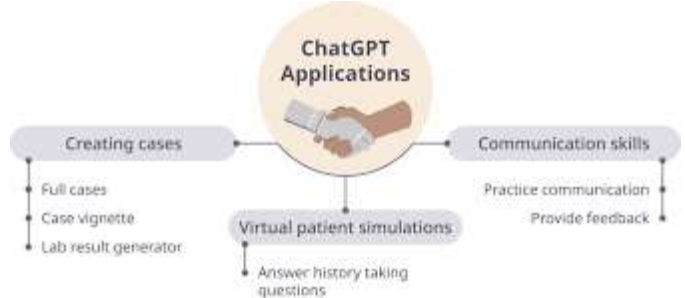 ChatGPT
Applications
Creating cases
Full cases
Case vignette
Lab result generator
Virtual patient simulations
Answer history taking
questions
Communication skills
Practice communication
Provide feedback